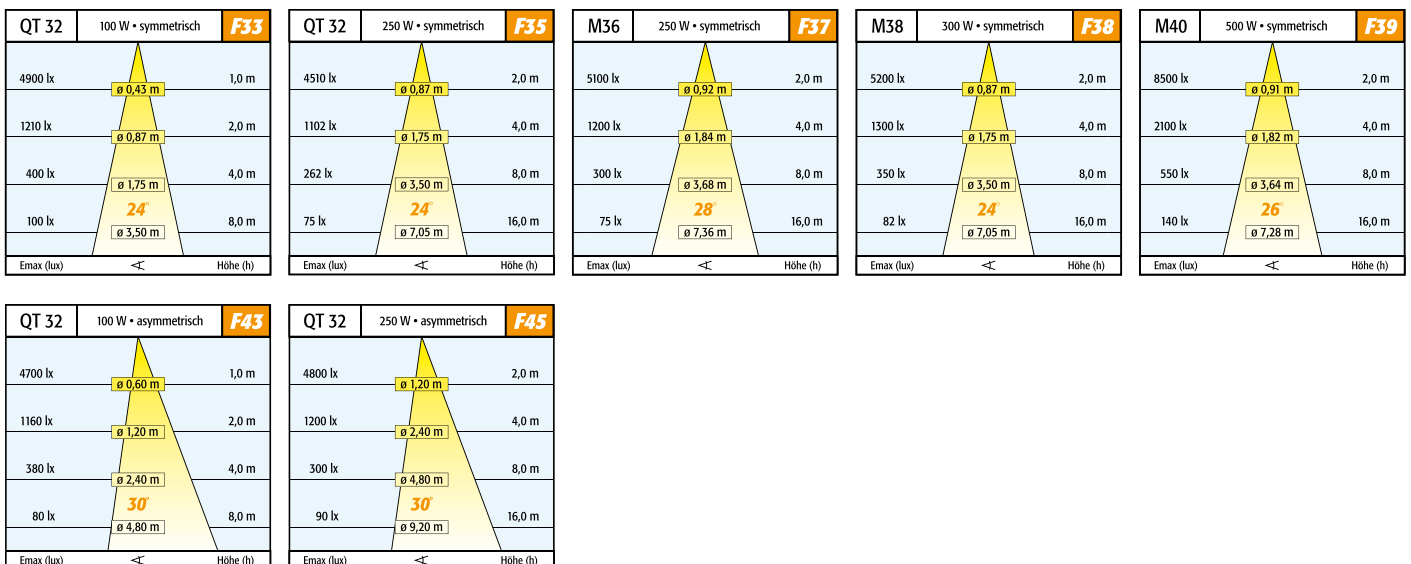 QT 32 100 W • symmetrisch F33
4900 lx 1,0 m
ø 0,43 m
1210 lx 2,0 m
ø 0,87 m
400 lx 4,0 m
ø 1,75 m
24°
100 lx 8,0 m
ø 3,50 m
Emax (lux) ∢ Höhe (h)
QT 32 250 W • symmetrisch F35
4510 lx 2,0 m
ø 0,87 m
1102 lx 4,0 m
ø 1,75 m
262 lx 8,0 m
ø 3,50 m
24°
75 lx 16,0 m
ø 7,05 m
Emax (lux) ∢ Höhe (h)
M36 250 W • symmetrisch F37
5100 lx 2,0 m
ø 0,92 m
1200 lx 4,0 m
ø 1,84 m
300 lx 8,0 m
ø 3,68 m
28°
75 lx 16,0 m
ø 7,36 m
Emax (lux) ∢ Höhe (h)
M38 300 W • symmetrisch F38
5200 lx 2,0 m
ø 0,87 m
1300 lx 4,0 m
ø 1,75 m
350 lx 8,0 m
ø 3,50 m
24°
82 lx 16,0 m
ø 7,05 m
Emax (lux) ∢ Höhe (h)
M40 500 W • symmetrisch F39
8500 lx 2,0 m
ø 0,91 m
2100 lx 4,0 m
ø 1,82 m
550 lx 8,0 m
ø 3,64 m
26°
140 lx 16,0 m
ø 7,28 m
Emax (lux) ∢ Höhe (h)
QT 32 100 W • asymmetrisch F43
4700 lx 1,0 m
ø 0,60 m
1160 lx 2,0 m
ø 1,20 m
380 lx 4,0 m
ø 2,40 m
30°
80 lx 8,0 m
ø 4,80 m
Emax (lux) ∢ Höhe (h)
QT 32 250 W • asymmetrisch F45
4800 lx 2,0 m
ø 1,20 m
1200 lx 4,0 m
ø 2,40 m
300 lx 8,0 m
ø 4,80 m
30°
90 lx 16,0 m
ø 9,20 m
Emax (lux) ∢ Höhe (h)